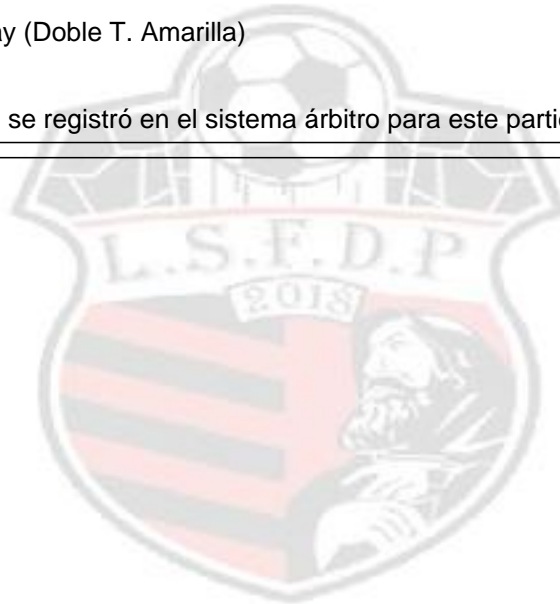 y (Doble T. Amarilla)
se registró en el sistema árbitro para este parti
L.S.F.D.P
2018